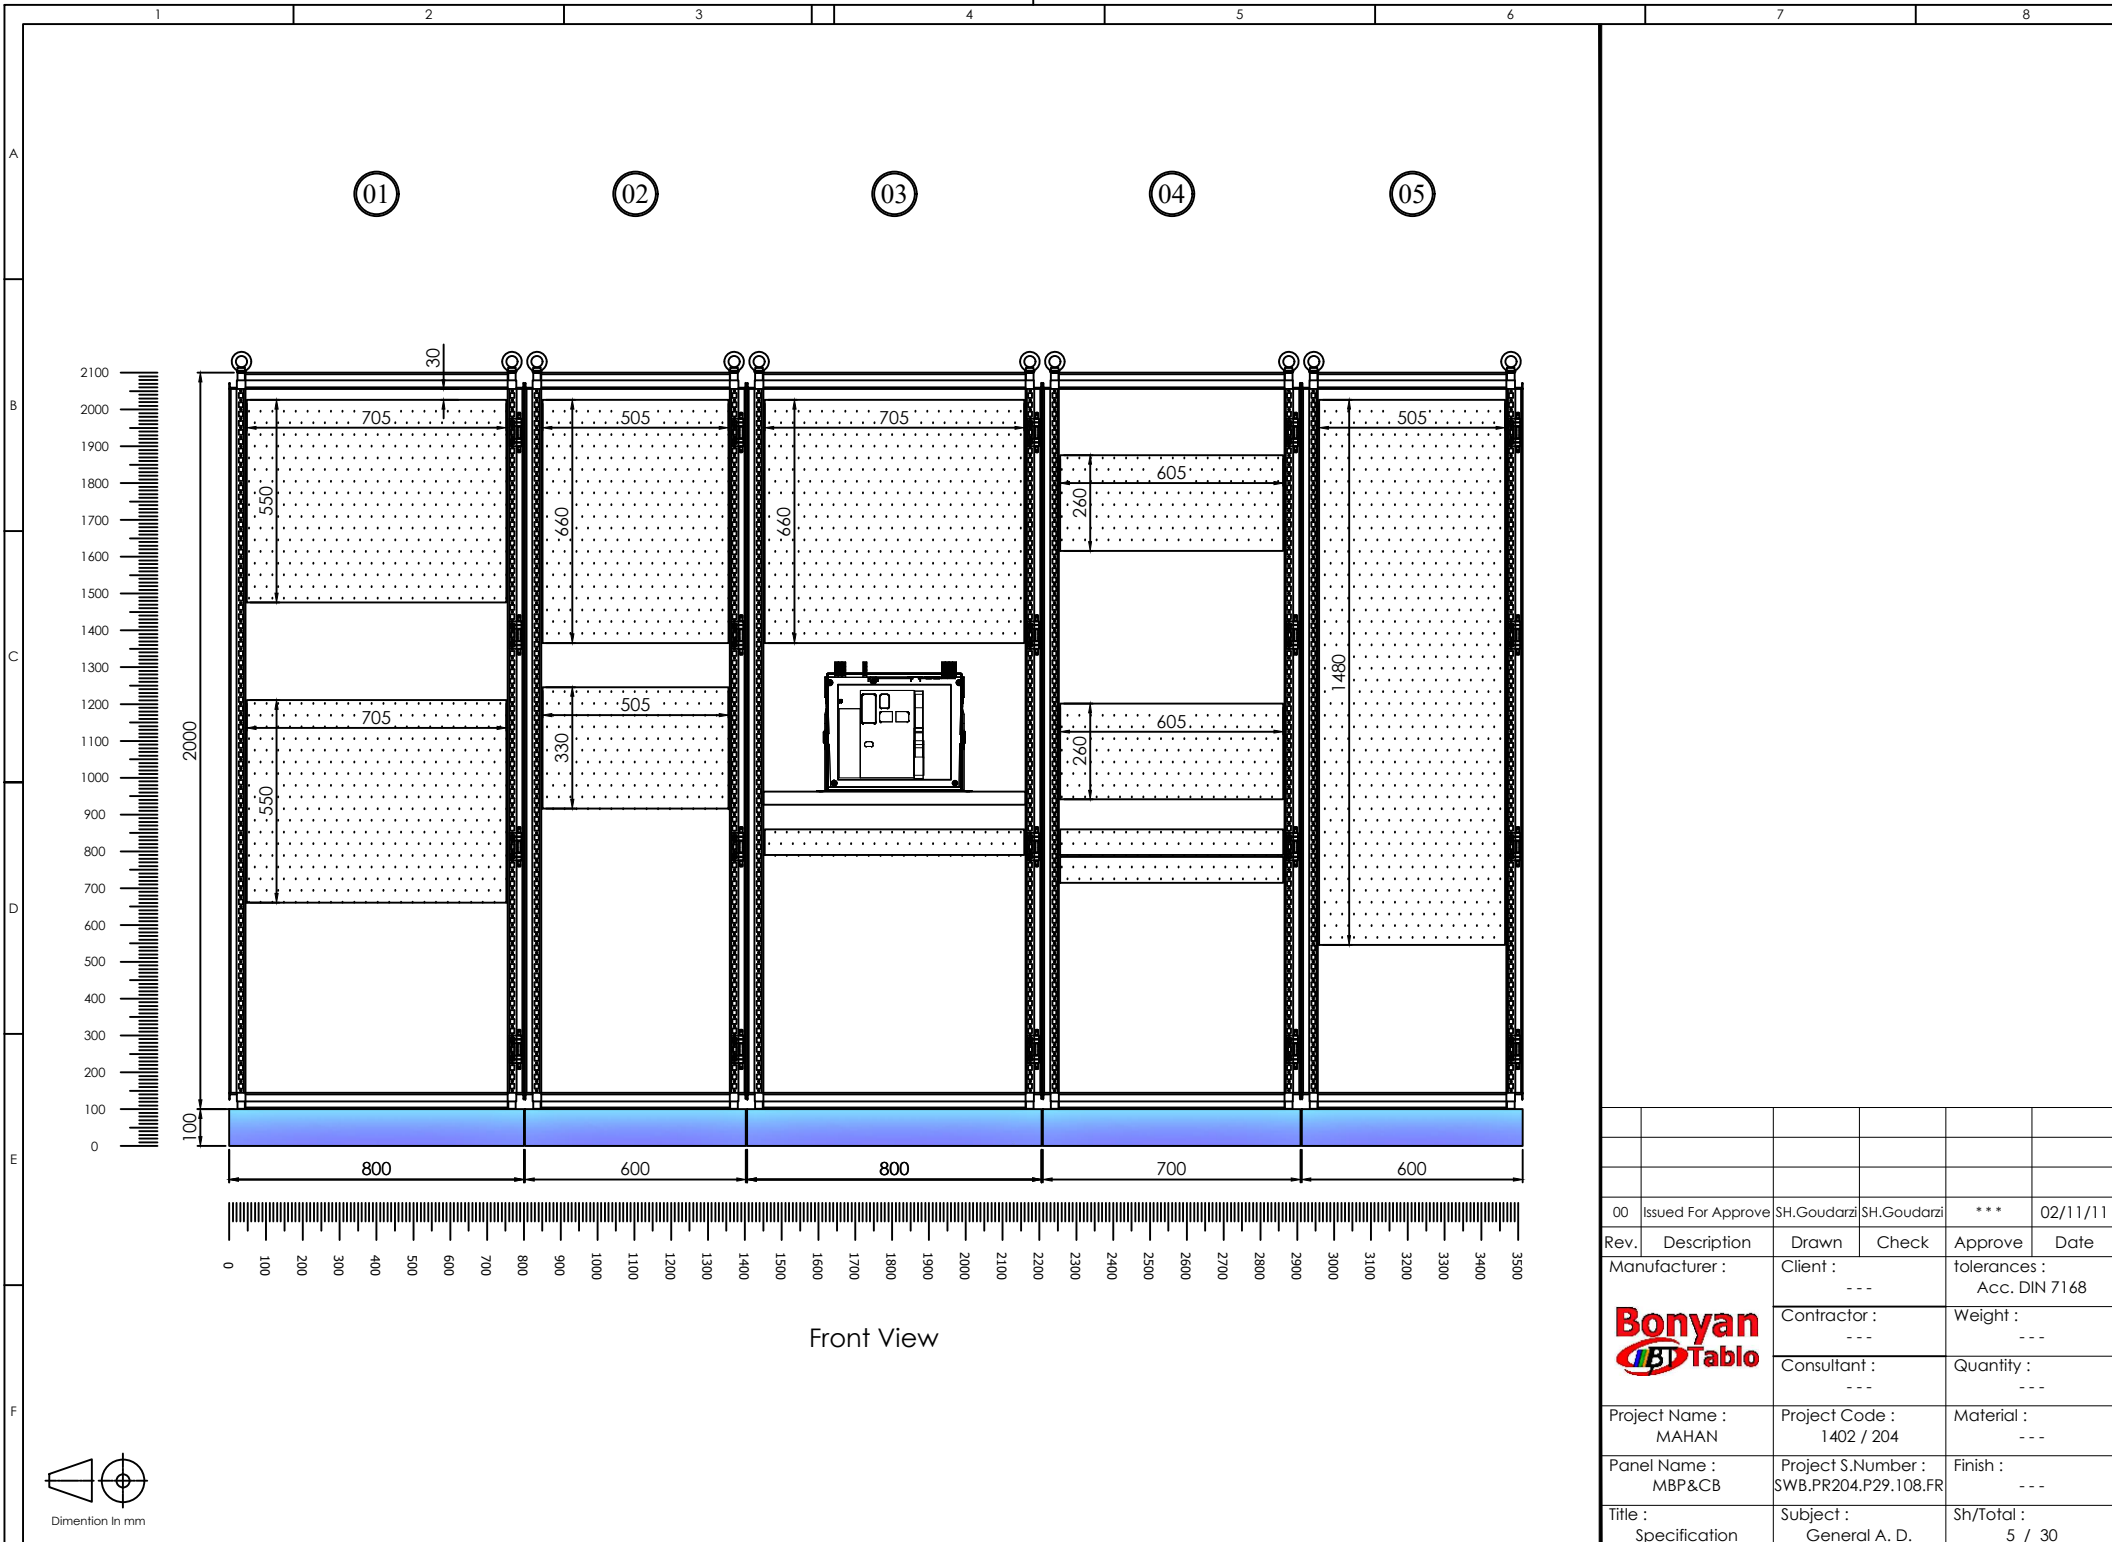 1 2 3 4 5 6 7 8
A
B
C
D
E
F
01 02 03 04 05
30
705 505 705 505
550 660 660 605 260
1480
705 505 605
550 330 260
2000
100
2100
2000
1900
1800
1700
1600
1500
1400
1300
1200
1100
1000
900
800
700
600
500
400
300
200
100
0
800 600 800 700 600
0 100 200 300 400 500 600 700 800 900 1000 1100 1200 1300 1400 1500 1600 1700 1800 1900 2000 2100 2200 2300 2400 2500 2600 2700 2800 2900 3000 3100 3200 3300 3400 3500
Front View
Dimention In mm
00 Issued For Approve SH.Goudarzi SH.Goudarzi * * * 02/11/11
Rev. Description Drawn Check Approve Date
Manufacturer : Client : tolerances :
- - - Acc. DIN 7168
Bonyan
BT Tablo
Contractor : Weight :
- - - - - -
Consultant : Quantity :
- - - - - -
Project Name : Project Code : Material :
MAHAN 1402 / 204 - - -
Panel Name : Project S.Number : Finish :
MBP&CB SWB.PR204.P29.108.FR - - -
Title : Subject : Sh/Total :
Specification General A. D. 5 / 30